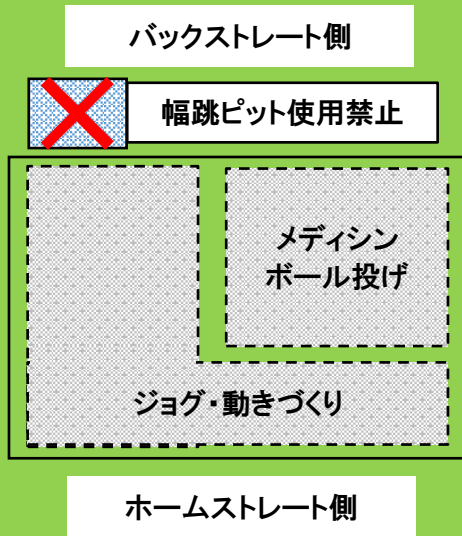 バックストレート側
幅跳ピット使用禁止
メディシン
ボール投げ
ジョグ・動きづくり
ホームストレート側